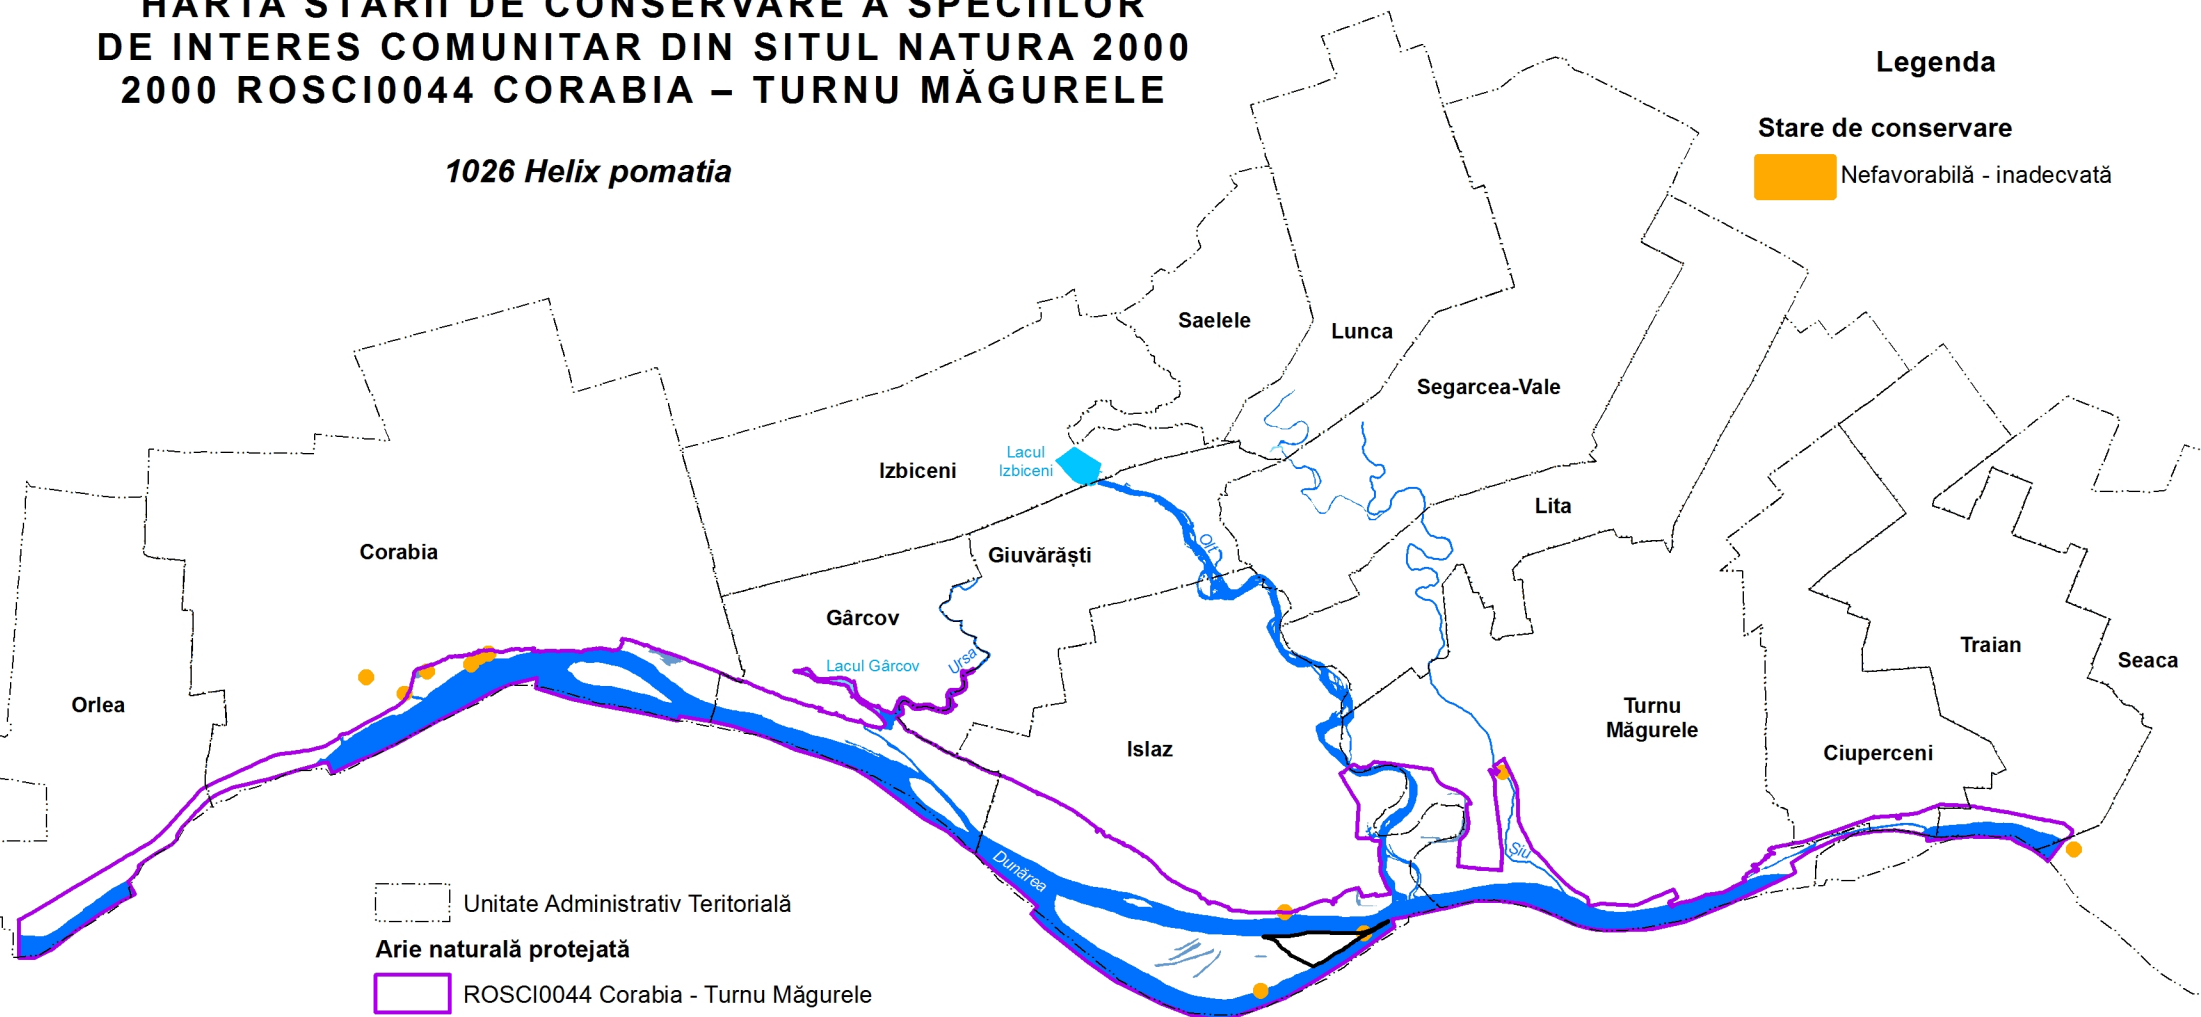 HARTA STĂRII DE CONSERVARE A SPECIILOR
DE INTERES COMUNITAR DIN SITUL NATURA 2000
2000 ROSCI0044 CORABIA – TURNU MĂGURELE
1026 Helix pomatia
Legenda
Stare de conservare
Nefavorabilă - inadecvată
Saelele
Lunca
Segarcea-Vale
Lacul
Izbiceni
Izbiceni
Lita
Corabia
Olt
Giuvărăști
Gârcov
Traian
Seaca
Lacul Gârcov
Ursa
Orlea
Turnu
Măgurele
Islaz
Ciuperceni
Șiu
Dunărea
Unitate Administrativ Teritorială
Arie naturală protejată
ROSCI0044 Corabia - Turnu Măgurele